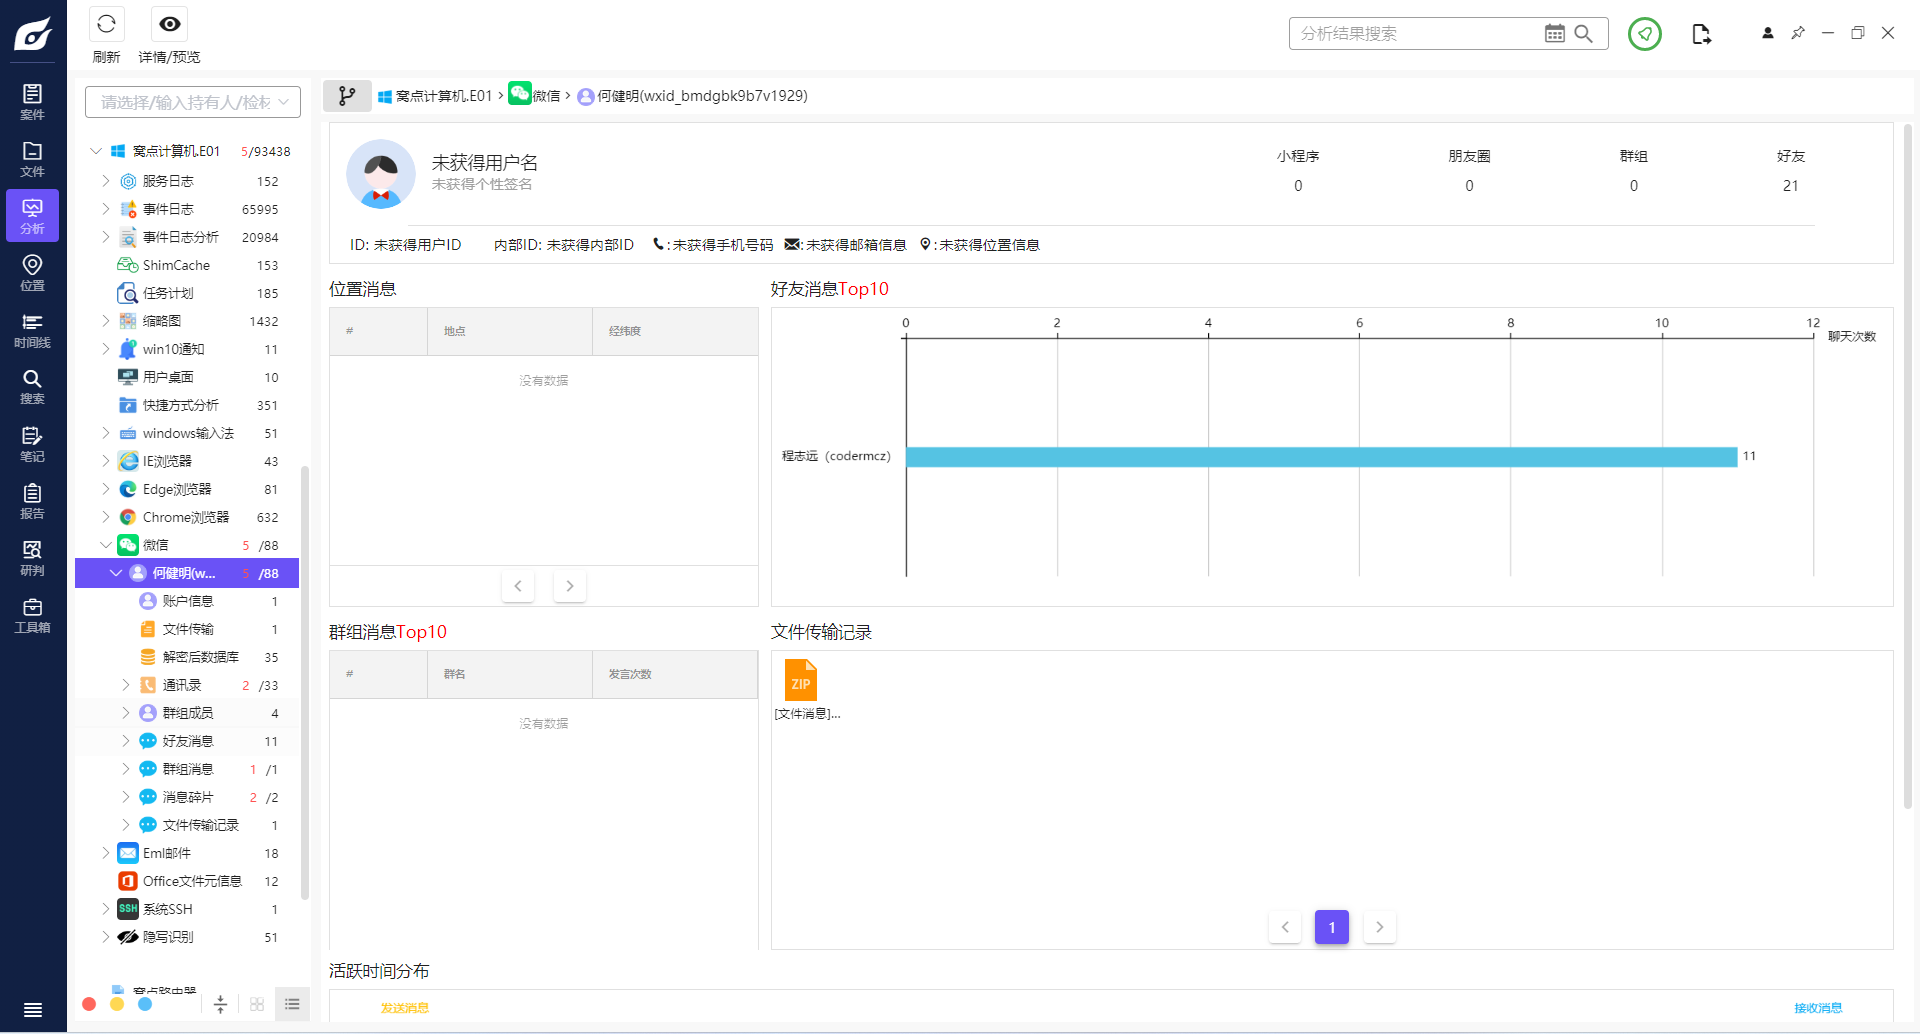 刷新
详情/预览
分析结果搜索
案件
文件
分析
位置
时间线
搜索
笔记
报告
研判
工具箱
请选择/输入持有人/检材
窝点计算机.E01 5/93438
服务日志 152
事件日志 65995
事件日志分析 20984
ShimCache 153
任务计划 185
缩略图 1432
win10通知 11
用户桌面 10
快捷方式分析 351
windows输入法 51
IE浏览器 43
Edge浏览器 81
Chrome浏览器 632
微信 5 /88
何健明(w... 5 /88
账户信息 1
文件传输 1
解密后数据库 35
通讯录 2 /33
群组成员 4
好友消息 11
群组消息 1 /1
消息碎片 2 /2
文件传输记录 1
Eml邮件 18
Office文件元信息 12
SSH 系统SSH 1
隐写识别 51
窝点路由器
窝点计算机.E01 > 微信 > 何健明(wxid_bmdgbk9b7v1929)
未获得用户名
未获得个性签名
小程序 朋友圈 群组 好友
0 0 0 21
ID: 未获得用户ID 内部ID: 未获得内部ID : 未获得手机号码 : 未获得邮箱信息 : 未获得位置信息
位置消息
# 地点 经纬度
没有数据
好友消息Top10
0 2 4 6 8 10 12
聊天次数
程志远（codermcz） 11
群组消息Top10
# 群名 发言次数
没有数据
文件传输记录
ZIP
[文件消息]...
1
活跃时间分布
发送消息 接收消息